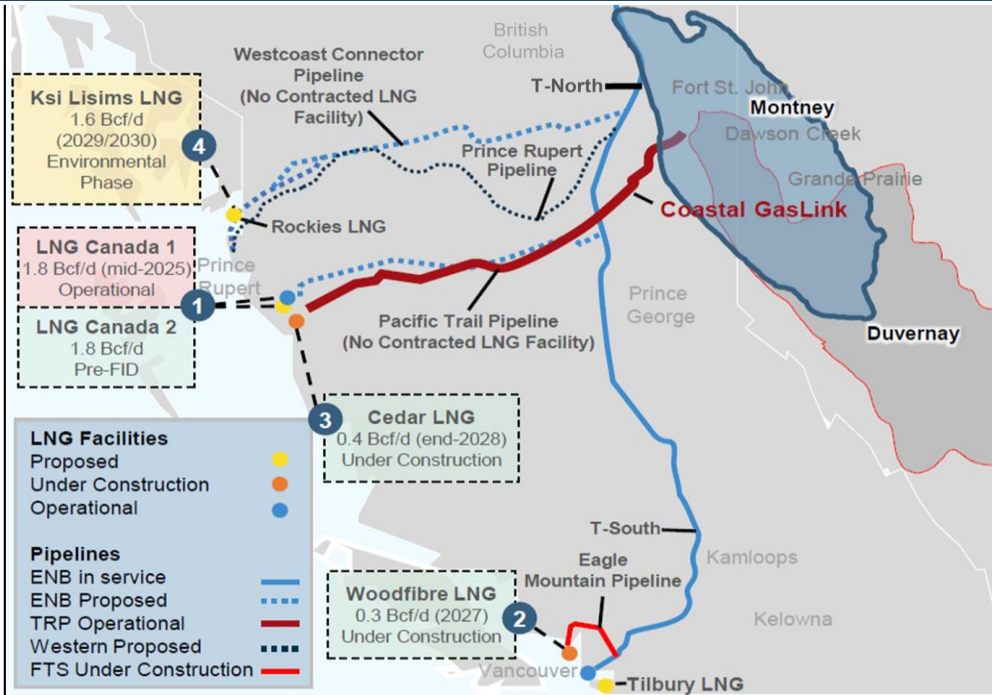 British
Columbia
Westcoast Connector
Pipeline
(No Contracted LNG
Facility)
T-North
Fort St. John
Montney
Dawson Creek
Grande Prairie
Ksi Lisims LNG
1.6 Bcf/d
(2029/2030)
Environmental
Phase
4
Prince Rupert
Pipeline
Coastal GasLink
Rockies LNG
LNG Canada 1
1.8 Bcf/d (mid-2025)
Operational
Prince
Rupert
1
LNG Canada 2
1.8 Bcf/d
Pre-FID
Pacific Trail Pipeline
(No Contracted LNG Facility)
Prince
George
Duvernay
3
Cedar LNG
0.4 Bcf/d (end-2028)
Under Construction
LNG Facilities
Proposed
Under Construction
Operational
Pipelines
ENB in service
ENB Proposed
TRP Operational
Western Proposed
FTS Under Construction
T-South
Kamloops
Eagle
Mountain Pipeline
Woodfibre LNG
0.3 Bcf/d (2027)
Under Construction
2
Kelowna
Vancouver
Tilbury LNG